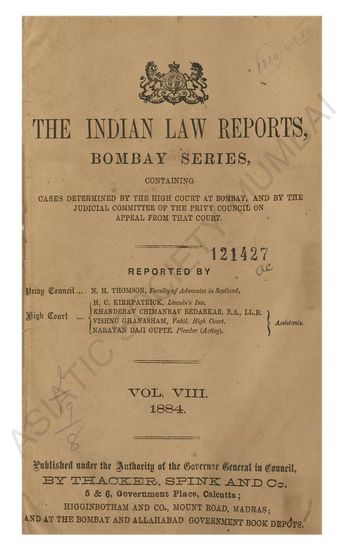 THE INDIAN LAW REPORTS,
BOMBAY SERIES,
CONTAINING
CASES DETERMINED BY THE HIGH COURT AT BOMBAY, AND BY THE
JUDICIAL COMMITTEE OF THE PRIVY COUNCIL ON
APPEAL FROM THAT COURT.
121427
REPORTED BY
Privy Council ... N. H. THOMSON, Faculty of Advocates in Scotland.
H. C. KIRKPATRICK, Lincoln's Inn.
High Court ... KHANDERAV CHIMANRAV BEDARKAR, B.A., LL.B.
VISHNU GHANASHAM, Vakil, High Court. Assistants.
NARAYAN DAJI GUPTE, Pleader (Acting).
VOL. VIII.
1884.
Published under the Authority of the Governor General in Council,
BY THACKER, SPINK AND Co.
5 & 6, Government Place, Calcutta;
HIGGINBOTHAM AND CO., MOUNT ROAD, MADRAS;
AND AT THE BOMBAY AND ALLAHABAD GOVERNMENT BOOK DEPÔTS.
ASIATIC SOCIETY MUMBAI